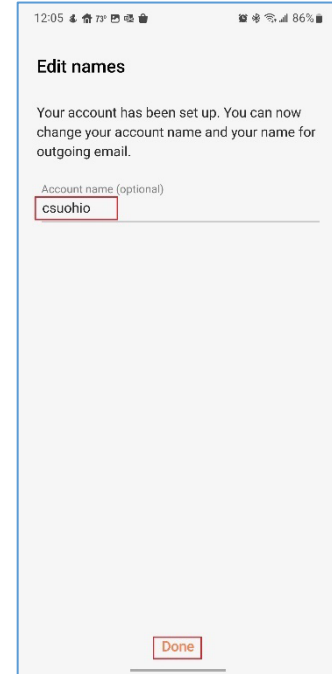 12:05 73° 86%
Edit names
Your account has been set up. You can now
change your account name and your name for
outgoing email.
Account name (optional)
csuohio
Done